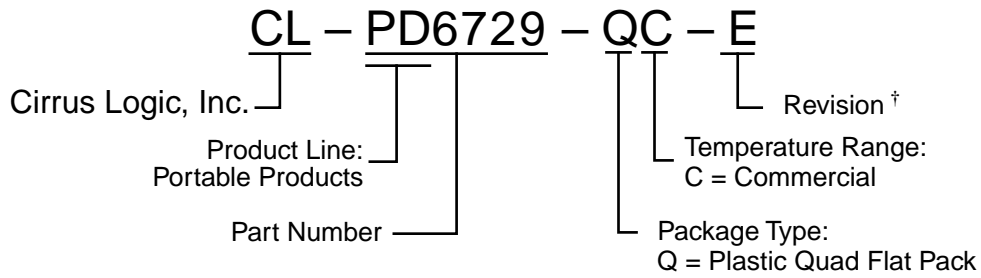 CL – PD6729 – QC – E
Cirrus Logic, Inc.
Revision †
Product Line:
Portable Products
Temperature Range:
C = Commercial
Part Number
Package Type:
Q = Plastic Quad Flat Pack